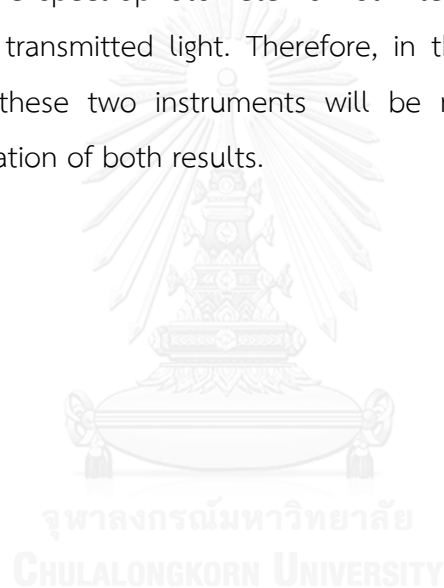 transmitted light. Therefore, in th
these two instruments will be
ation of both results.
จุฬาลงกรณ์มหาวิทยาลัย
CHULALONGKORN UNIVERSITY